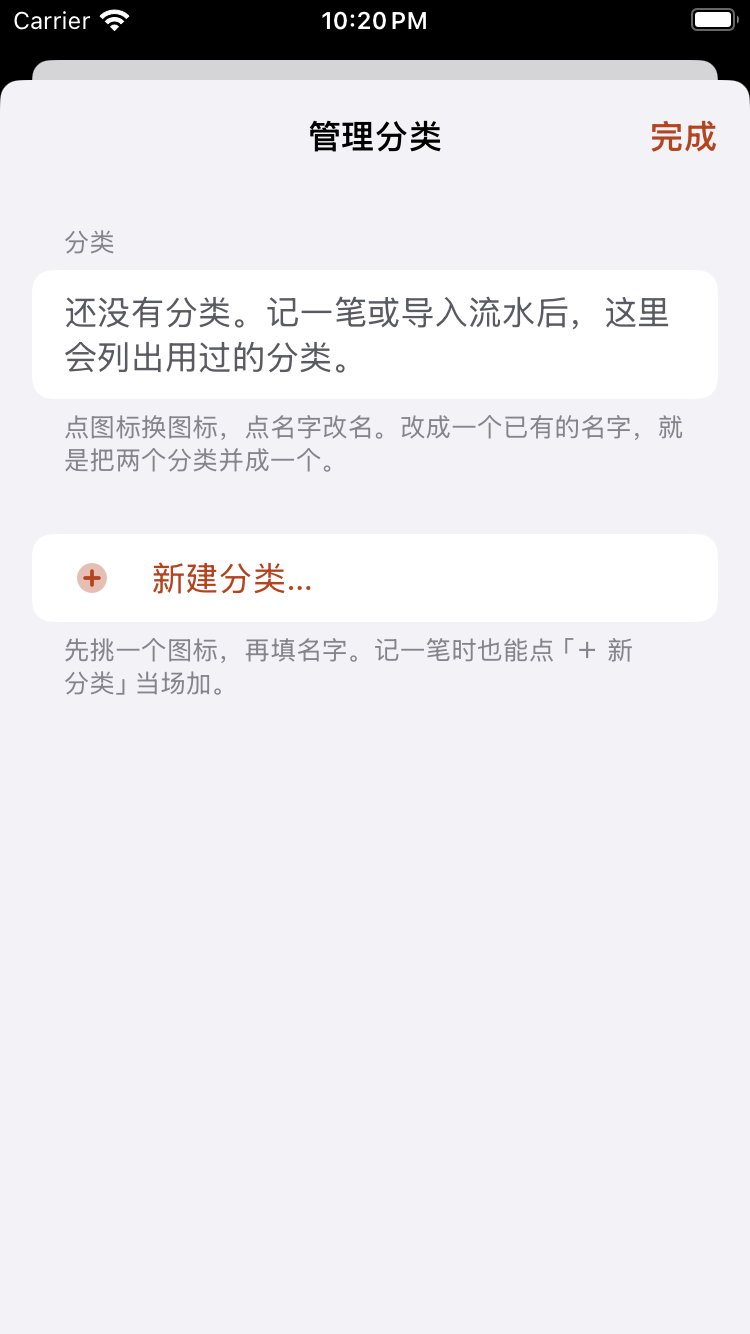 Carrier 10:20 PM
管理分类 完成
分类
还没有分类。记一笔或导入流水后，这里
会列出用过的分类。
点图标换图标，点名字改名。改成一个已有的名字，就
是把两个分类并成一个。
新建分类…
先挑一个图标，再填名字。记一笔时也能点「＋ 新
分类」当场加。